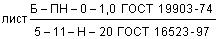 Б – ПН – 0 – 1,0 ГОСТ 19903-74
лист
5 – 11 – Н – 20 ГОСТ 16523-97